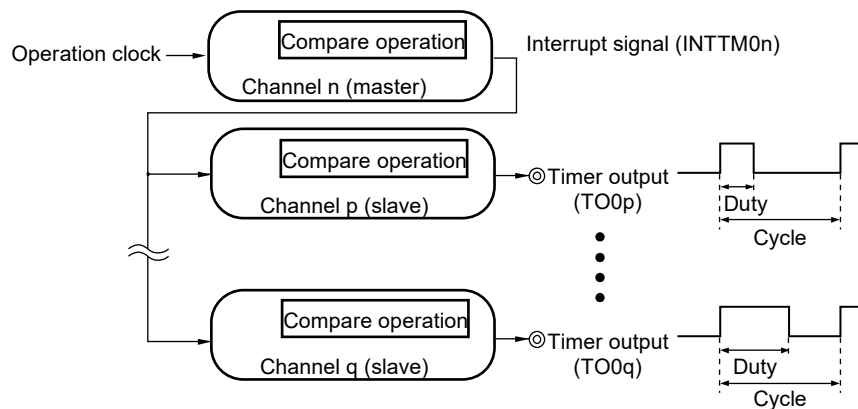 Compare operation
Operation clock
Interrupt signal (INTTM0n)
Channel n (master)
Compare operation
Channel p (slave)
Timer output
(TO0p)
Duty
Cycle
Compare operation
Channel q (slave)
Timer output
(TO0q)
Duty
Cycle